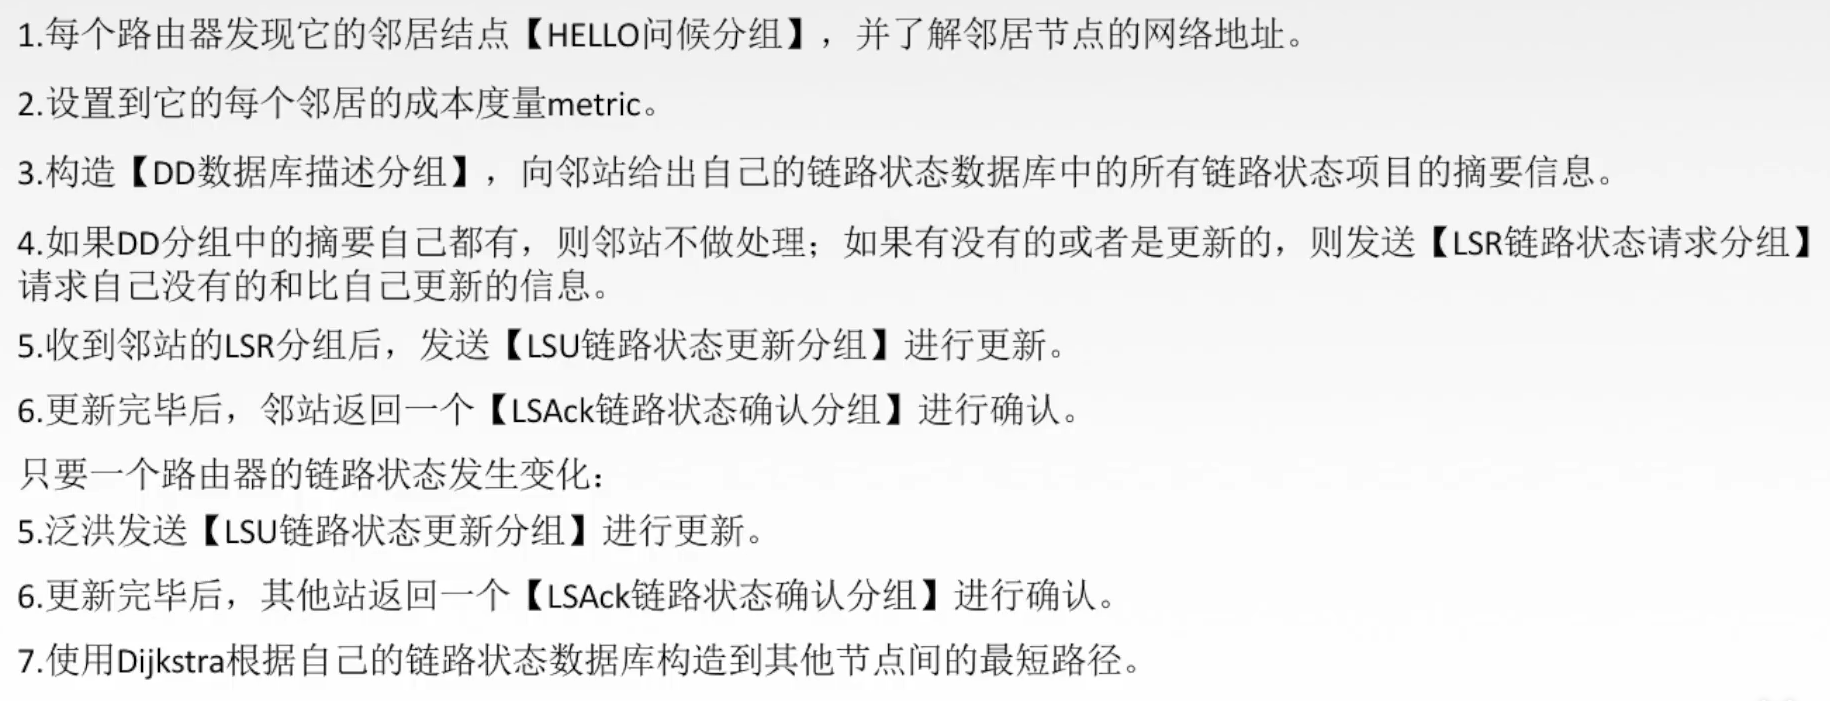 1.每个路由器发现它的邻居结点【HELLO问候分组】，并了解邻居节点的网络地址。
2.设置到它的每个邻居的成本度量metric。
3.构造【DD数据库描述分组】，向邻站给出自己的链路状态数据库中的所有链路状态项目的摘要信息。
4.如果DD分组中的摘要自己都有，则邻站不做处理；如果有没有的或者是更新的，则发送【LSR链路状态请求分组】
请求自己没有的和比自己更新的信息。
5.收到邻站的LSR分组后，发送【LSU链路状态更新分组】进行更新。
6.更新完毕后，邻站返回一个【LSAck链路状态确认分组】进行确认。
只要一个路由器的链路状态发生变化：
5.泛洪发送【LSU链路状态更新分组】进行更新。
6.更新完毕后，其他站返回一个【LSAck链路状态确认分组】进行确认。
7.使用Dijkstra根据自己的链路状态数据库构造到其他节点间的最短路径。